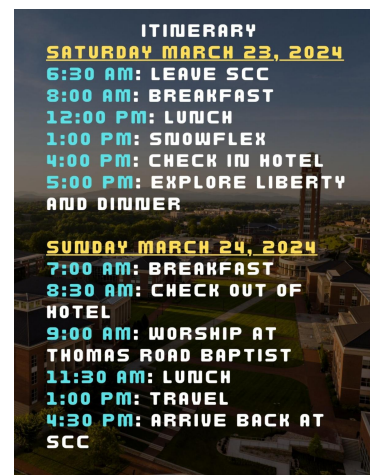 ITINERARY
SATURDAY MARCH 23, 2024
6:30 AM: LEAVE SCC
8:00 AM: BREAKFAST
12:00 PM: LUNCH
1:00 PM: SNOWFLEX
4:00 PM: CHECK IN HOTEL
5:00 PM: EXPLORE LIBERTY
AND DINNER
SUNDAY MARCH 24, 2024
7:00 AM: BREAKFAST
8:30 AM: CHECK OUT OF
HOTEL
9:00 AM: WORSHIP AT
THOMAS ROAD BAPTIST
11:30 AM: LUNCH
1:00 PM: TRAVEL
4:30 PM: ARRIVE BACK AT
SCC